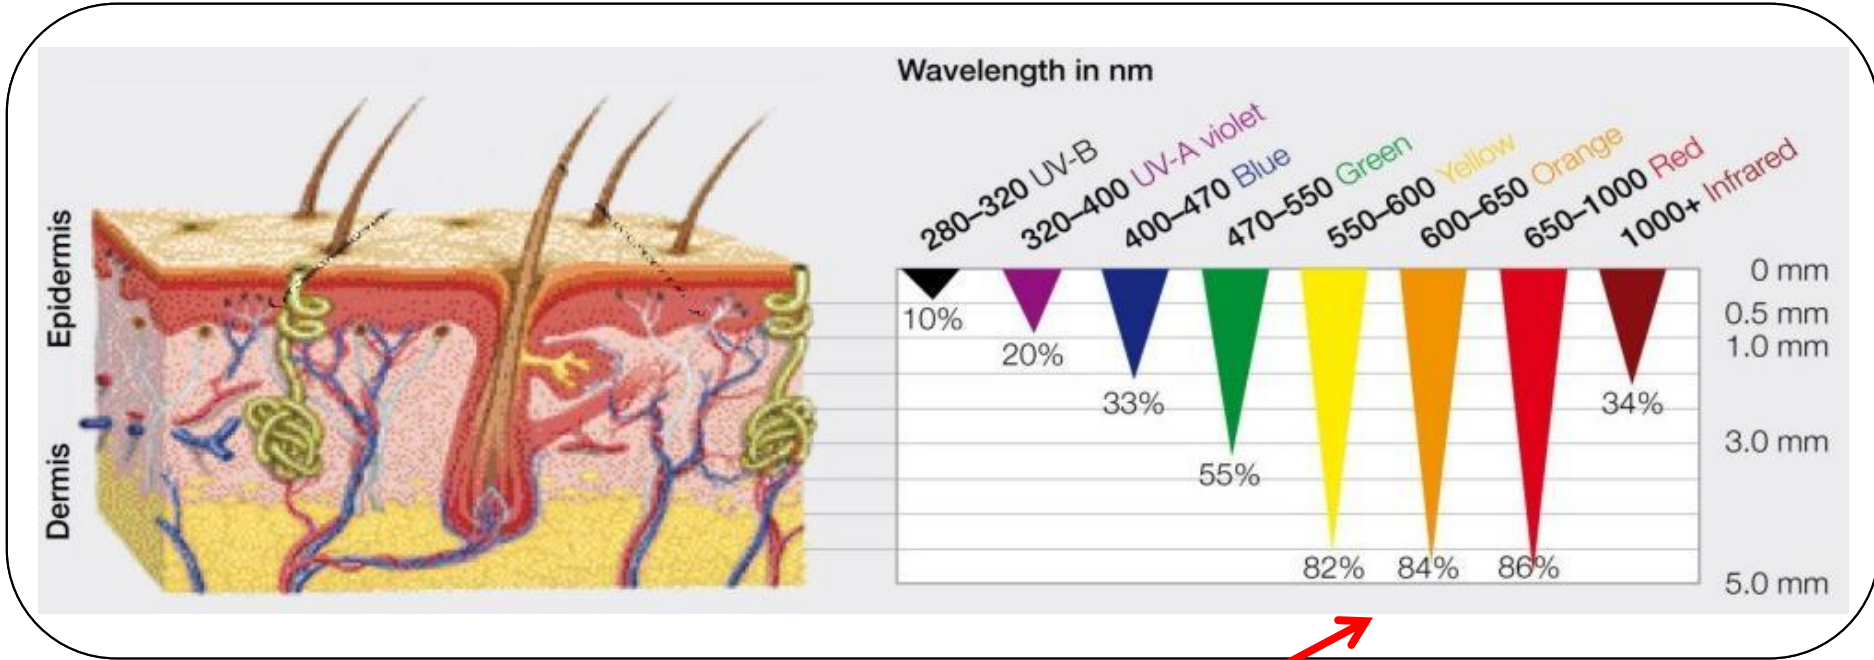 Wavelength in nm
280–320 UV-B
320–400 UV-A violet
400–470 Blue
470–550 Green
550–600 Yellow
600–650 Orange
650–1000 Red
1000+ Infrared
Epidermis
Dermis
0 mm
0.5 mm
1.0 mm
3.0 mm
5.0 mm
10%
20%
33%
55%
82%
84%
86%
34%